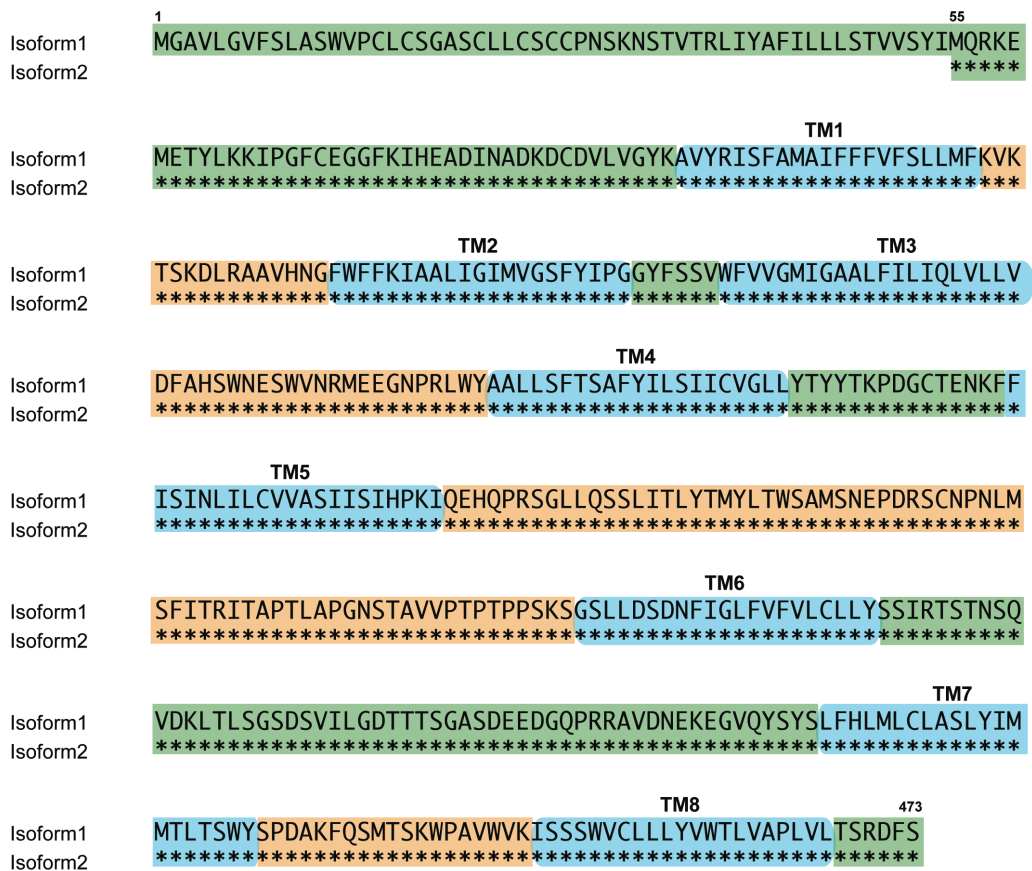 1 55
Isoform1 MGAVLGVFSLASWVPCLCSGASCLLCSCCPNSKNSTVTRLIYAFILLLSTVVSYIMQRKE
Isoform2 *****
TM1
Isoform1 METYLKKIPGFCEGGFKIHEADINADKDCDVLVGYKAVYRISFAMAIFFFVFSLLMFKVK
Isoform2 ************************************************************
TM2 TM3
Isoform1 TSKDLRAAVHNGFWFFKIAALIGIMVGSFYIPGGYFSSVWFVVGMIGAALFILIQLVLLV
Isoform2 ************************************************************
TM4
Isoform1 DFAHSWNESWVNRMEEGNPRLWYAALLSFTSAFYILSIICVGLLYTYYTKPDGCTENKFF
Isoform2 ************************************************************
TM5
Isoform1 ISINLILCVVASIISIHPKIQEHQPRSGLLQSSLITLYTMYLTWSAMSNEPDRSCNPNLM
Isoform2 ************************************************************
TM6
Isoform1 SFITRITAPTLAPGNSTAVVPTPTPPSKSGSLLDSDNFIGLFVFVLCLLYSSIRTSTNSQ
Isoform2 ************************************************************
TM7
Isoform1 VDKLTLSGSDSVILGDTTTSGASDEEDGQPRRAVDNEKEGVQYSYSLFHLMLCLASLYIM
Isoform2 ************************************************************
TM8 473
Isoform1 MTLTSWYSPDAKFQSMTSKWPAVWVKISSSWVCLLLYVWTLVAPLVLTSRDFS
Isoform2 *****************************************************